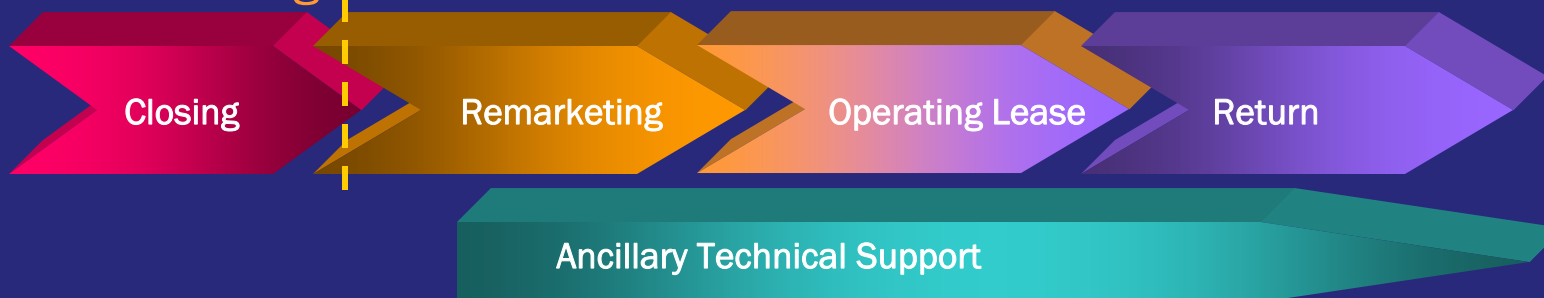 Closing
Remarketing
Operating Lease
Return
Ancillary Technical Support